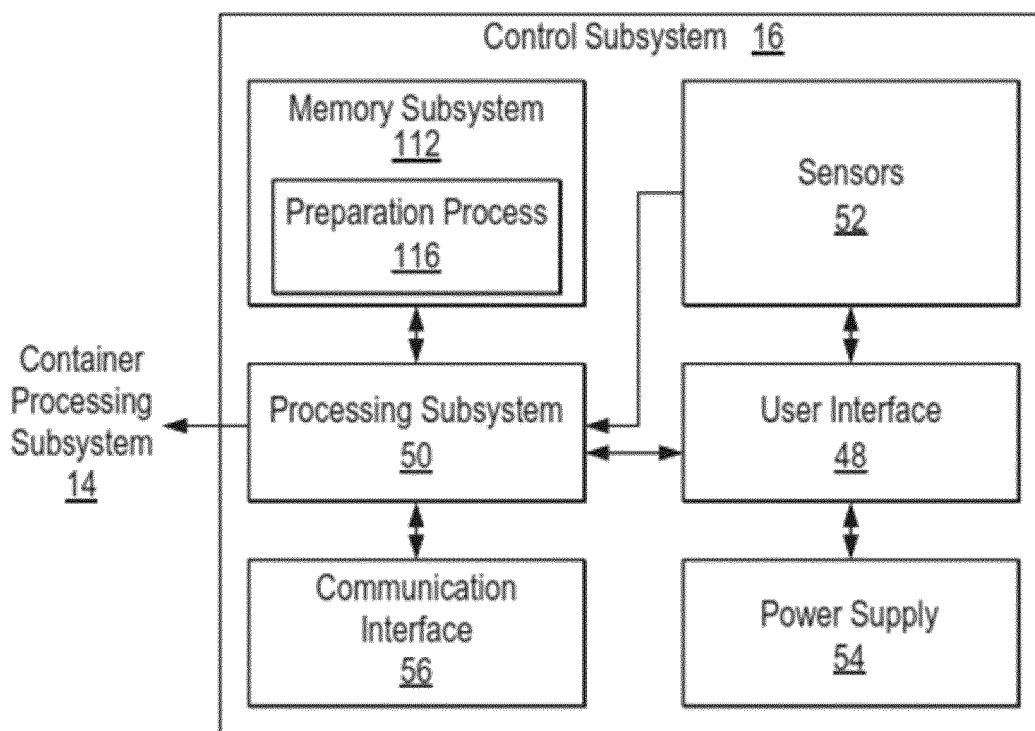 Control Subsystem 16
Memory Subsystem
112
Preparation Process
116
Sensors
52
Container
Processing
Subsystem
14
Processing Subsystem
50
User Interface
48
Communication
Interface
56
Power Supply
54